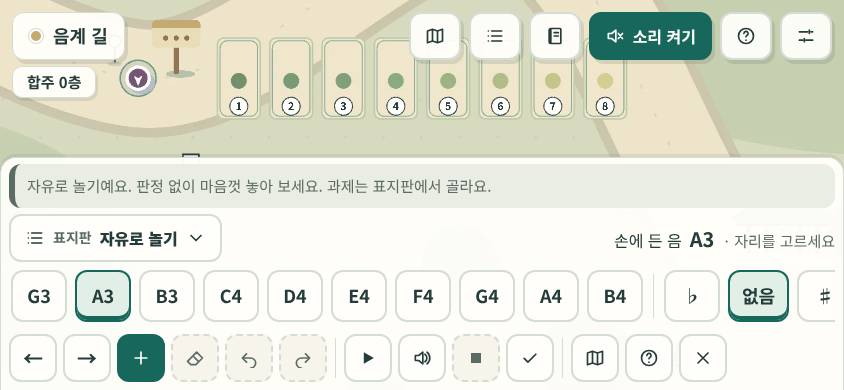 음계 길
소리 켜기
합주 0층
1 2 3 4 5 6 7 8
자유로 놀기예요. 판정 없이 마음껏 놓아 보세요. 과제는 표지판에서 골라요.
표지판 자유로 놀기
손에 든 음 A3 · 자리를 고르세요
G3 A3 B3 C4 D4 E4 F4 G4 A4 B4 ♭ 없음 ♯